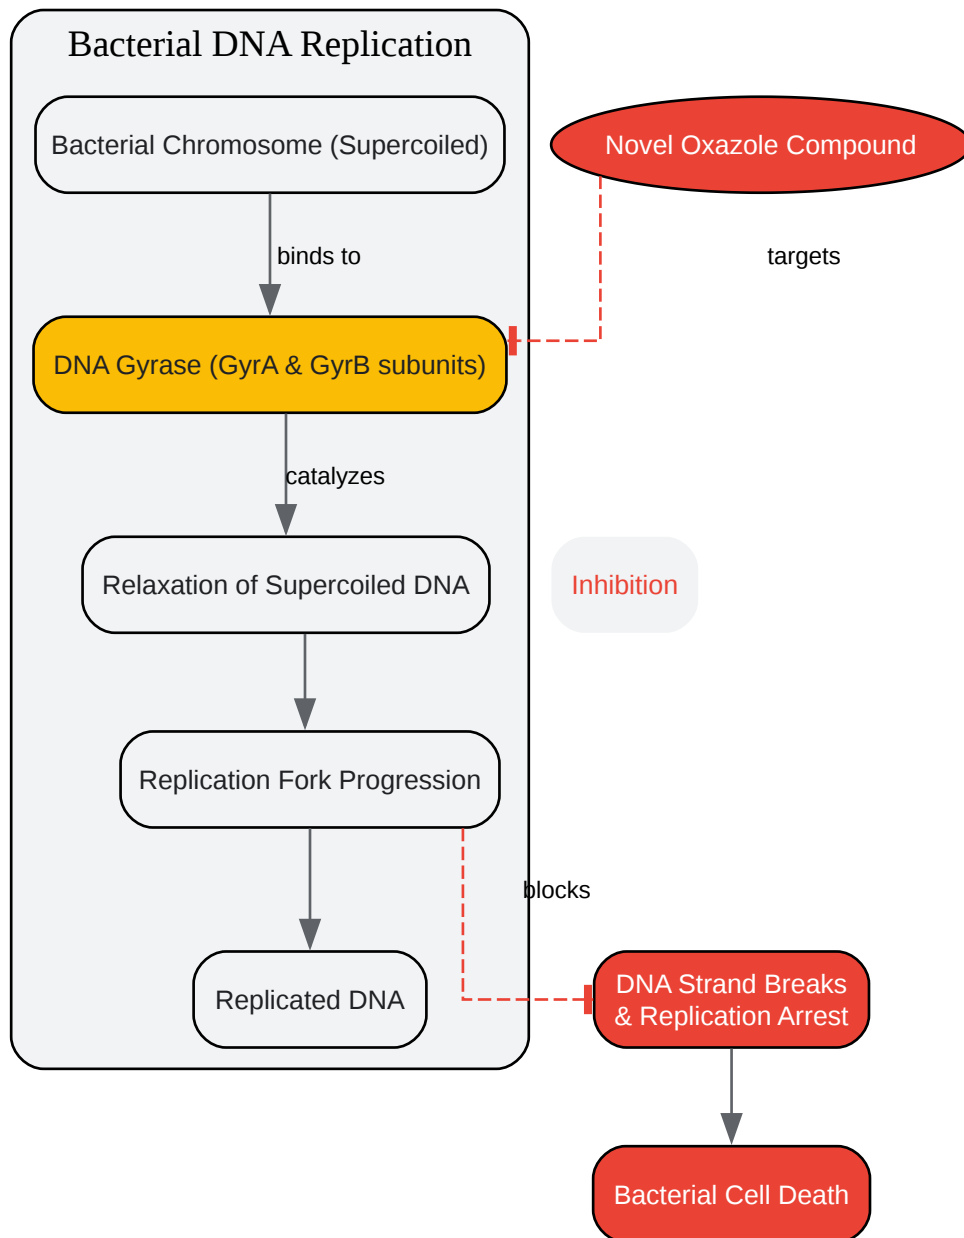 Bacterial DNA Replication
Bacterial Chromosome (Supercoiled)
Novel Oxazole Compound
binds to
targets
DNA Gyrase (GyrA & GyrB subunits)
catalyzes
Relaxation of Supercoiled DNA
Inhibition
Replication Fork Progression
blocks
Replicated DNA
DNA Strand Breaks
& Replication Arrest
Bacterial Cell Death